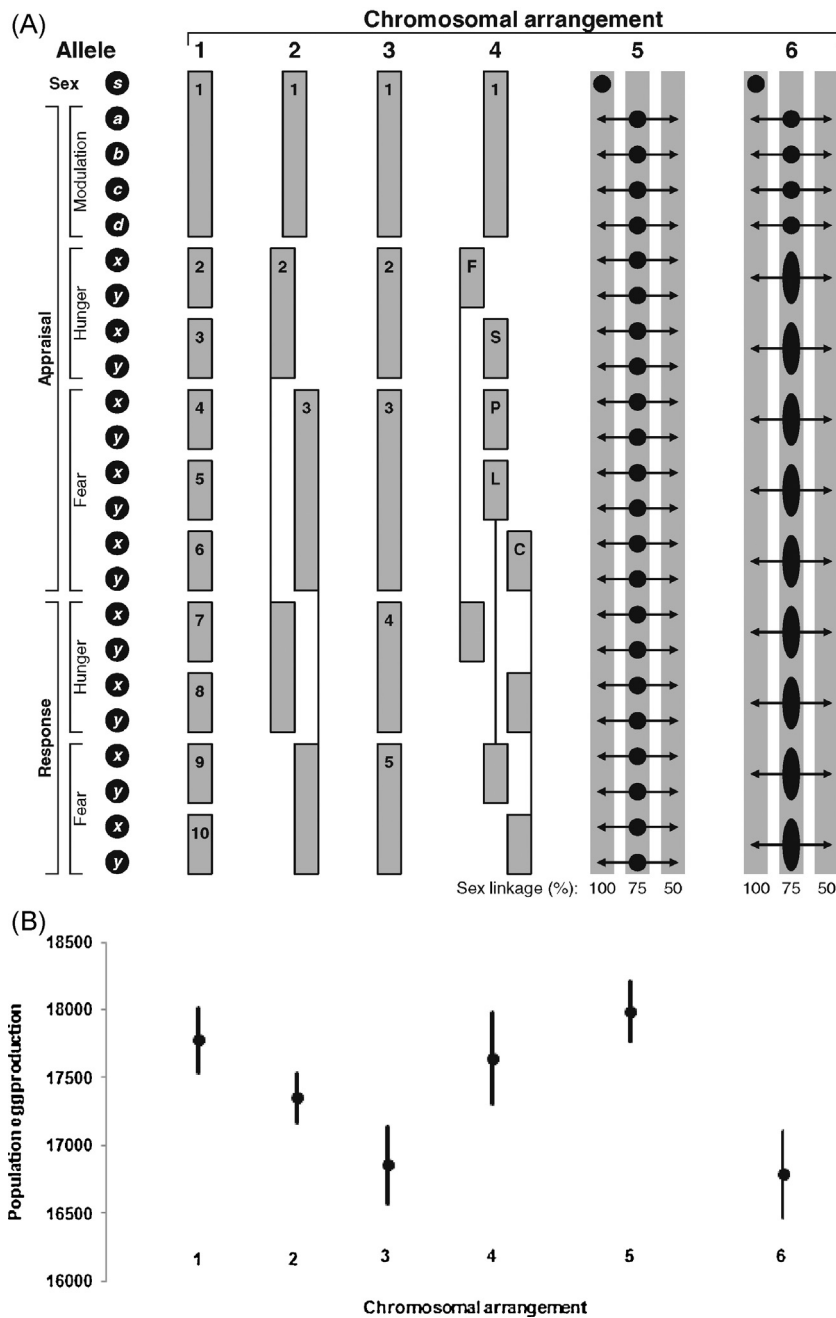 (A)
Chromosomal arrangement
Allele 1 2 3 4 5 6
Sex s 1 1 1 1
Appraisal
Modulation
a
b
c
d
Hunger
x 2 2 2 F
y
x 3 S
y
Fear
x 4 3 3 P
y
x 5 L
y
x 6 C
y
Response
Hunger
x 7 4
y
x 8
y
Fear
x 9 5
y
x 10
y
Sex linkage (%): 100 75 50 100 75 50
(B)
Population eggproduction
18500
18000
17500
17000
16500
16000
1 2 3 4 5 6
Chromosomal arrangement